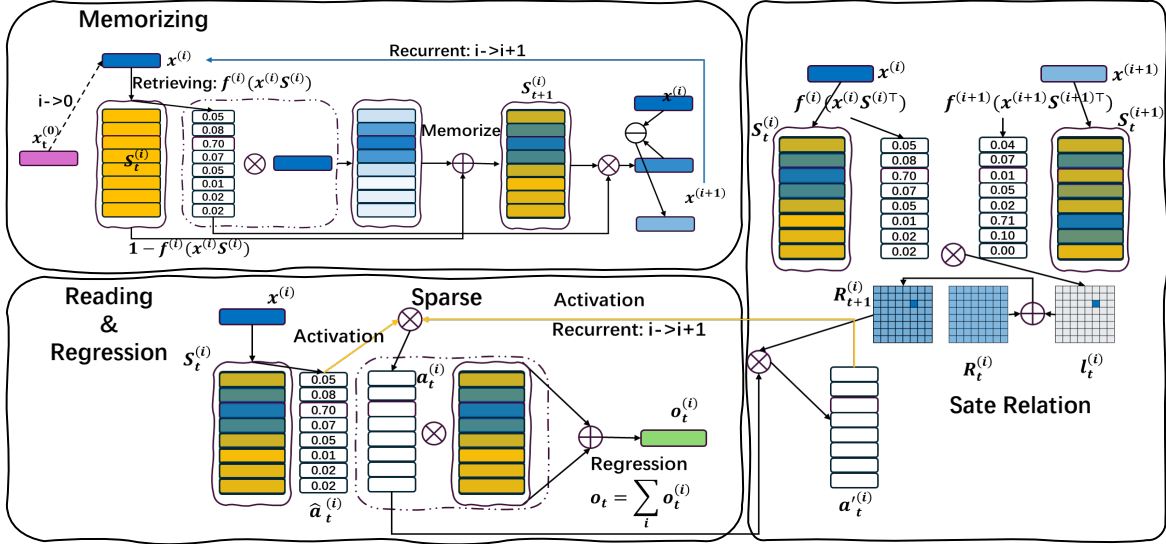 Memorizing
x^{(i)}
Recurrent: i->i+1
Retrieving: f^{(i)}(x^{(i)}S^{(i)})
i->0
x_t^{(0)}
S_t^{(i)}
0.05
0.08
0.70
0.07
0.05
0.01
0.02
0.02
Memorize
S_{t+1}^{(i)}
x^{(i)}
x^{(i+1)}
1 − f^{(i)}(x^{(i)}S^{(i)})
Reading
&
Regression
x^{(i)}
S_t^{(i)}
Activation
Sparse
Activation
Recurrent: i->i+1
0.05
0.08
0.70
0.07
0.05
0.01
0.02
0.02
â_t^{(i)}
a_t^{(i)}
o_t^{(i)}
Regression
o_t = ∑_i o_t^{(i)}
x^{(i)}
x^{(i+1)}
f^{(i)}(x^{(i)}S^{(i)⊤})
f^{(i+1)}(x^{(i+1)}S^{(i+1)⊤})
S_t^{(i)}
S_t^{(i+1)}
0.05
0.08
0.70
0.07
0.05
0.01
0.02
0.02
0.04
0.07
0.01
0.05
0.02
0.71
0.10
0.00
R_{t+1}^{(i)}
R_t^{(i)}
l_t^{(i)}
Sate Relation
a'_t^{(i)}